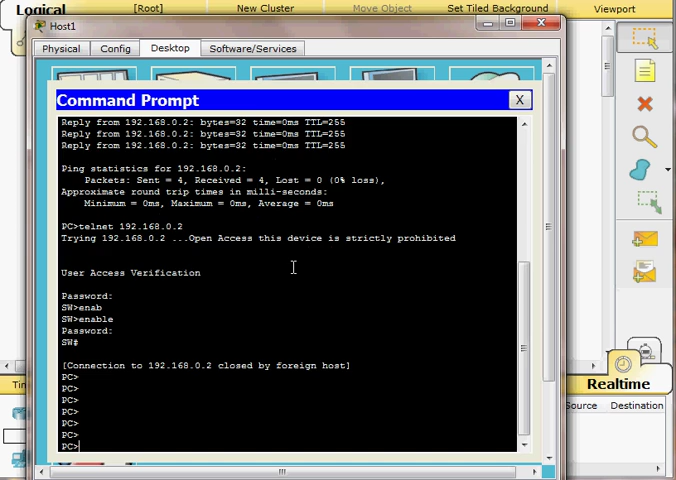 Logical
[Root]
New Cluster
Move Object
Set Tiled Background
Viewport
Host1
Physical
Config
Desktop
Software/Services
Command Prompt
X
Reply from 192.168.0.2: bytes=32 time=0ms TTL=255
Reply from 192.168.0.2: bytes=32 time=0ms TTL=255
Reply from 192.168.0.2: bytes=32 time=0ms TTL=255
Ping statistics for 192.168.0.2:
Packets: Sent = 4, Received = 4, Lost = 0 (0% loss),
Approximate round trip times in milli-seconds:
Minimum = 0ms, Maximum = 0ms, Average = 0ms
PC>telnet 192.168.0.2
Trying 192.168.0.2 ...Open Access this device is strictly prohibited
User Access Verification
Password:
SW>enab
SW>enable
Password:
SW#
[Connection to 192.168.0.2 closed by foreign host]
PC>
PC>
PC>
PC>
PC>
PC>
PC>
Realtime
Tim
Source
Destination